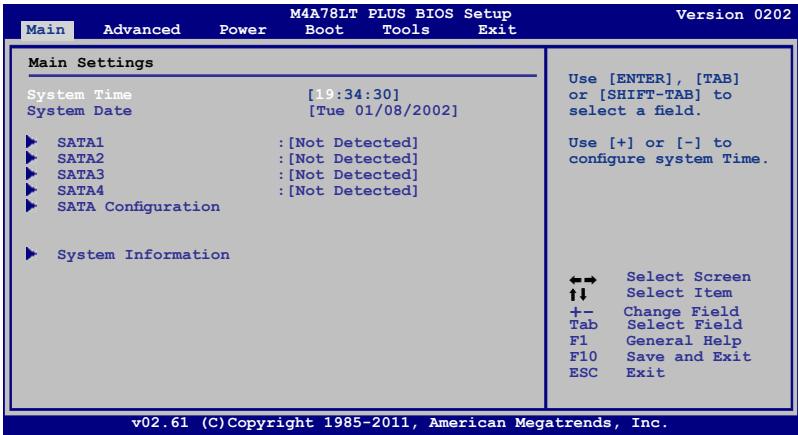 M4A78LT PLUS BIOS Setup Version 0202
Main Advanced Power Boot Tools Exit
Main Settings
System Time [19:34:30]
System Date [Tue 01/08/2002]
SATA1 :[Not Detected]
SATA2 :[Not Detected]
SATA3 :[Not Detected]
SATA4 :[Not Detected]
SATA Configuration
System Information
Use [ENTER], [TAB]
or [SHIFT-TAB] to
select a field.
Use [+] or [-] to
configure system Time.
←→ Select Screen
↑↓ Select Item
+- Change Field
Tab Select Field
F1 General Help
F10 Save and Exit
ESC Exit
v02.61 (C)Copyright 1985-2011, American Megatrends, Inc.